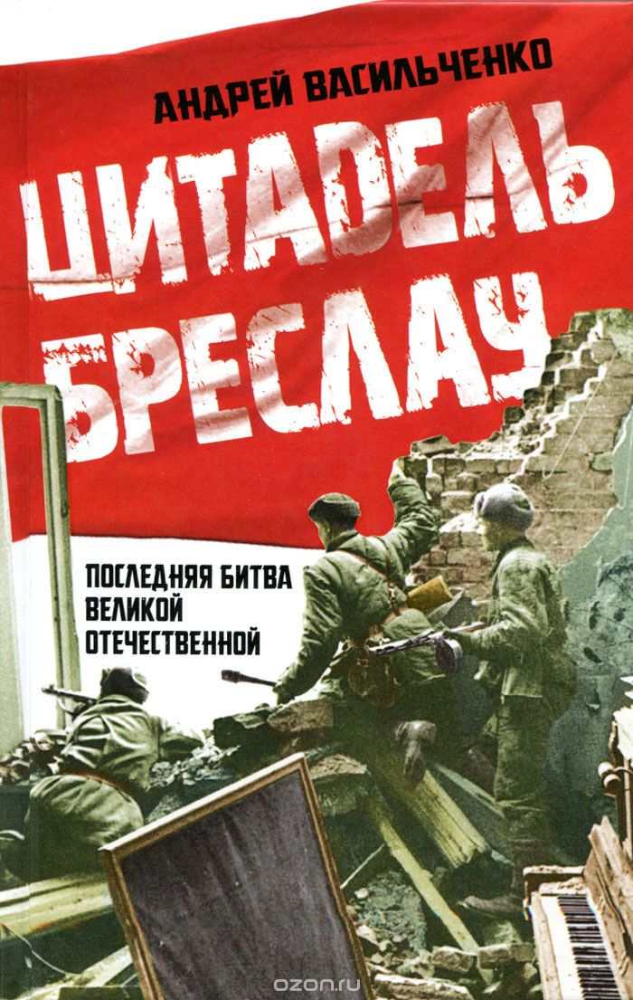 АНДРЕЙ ВАСИЛЬЧЕНКО
ЦИТАДЕЛЬ
БРЕСЛАУ
ПОСЛЕДНЯЯ БИТВА
ВЕЛИКОЙ
ОТЕЧЕСТВЕННОЙ
ozon.ru